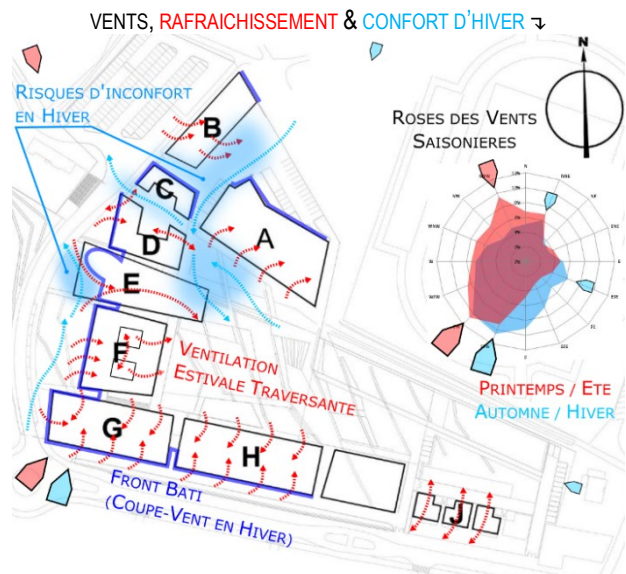 VENTS, RAFRAICHISSEMENT & CONFORT D'HIVER ↴
RISQUES D'INCONFORT
EN HIVER
N
ROSES DES VENTS
SAISONIERES
B
C
A
D
E
F
VENTILATION
ESTIVALE TRAVERSANTE
PRINTEMPS / ETE
AUTOMNE / HIVER
G
H
J
FRONT BATI
(COUPE-VENT EN HIVER)